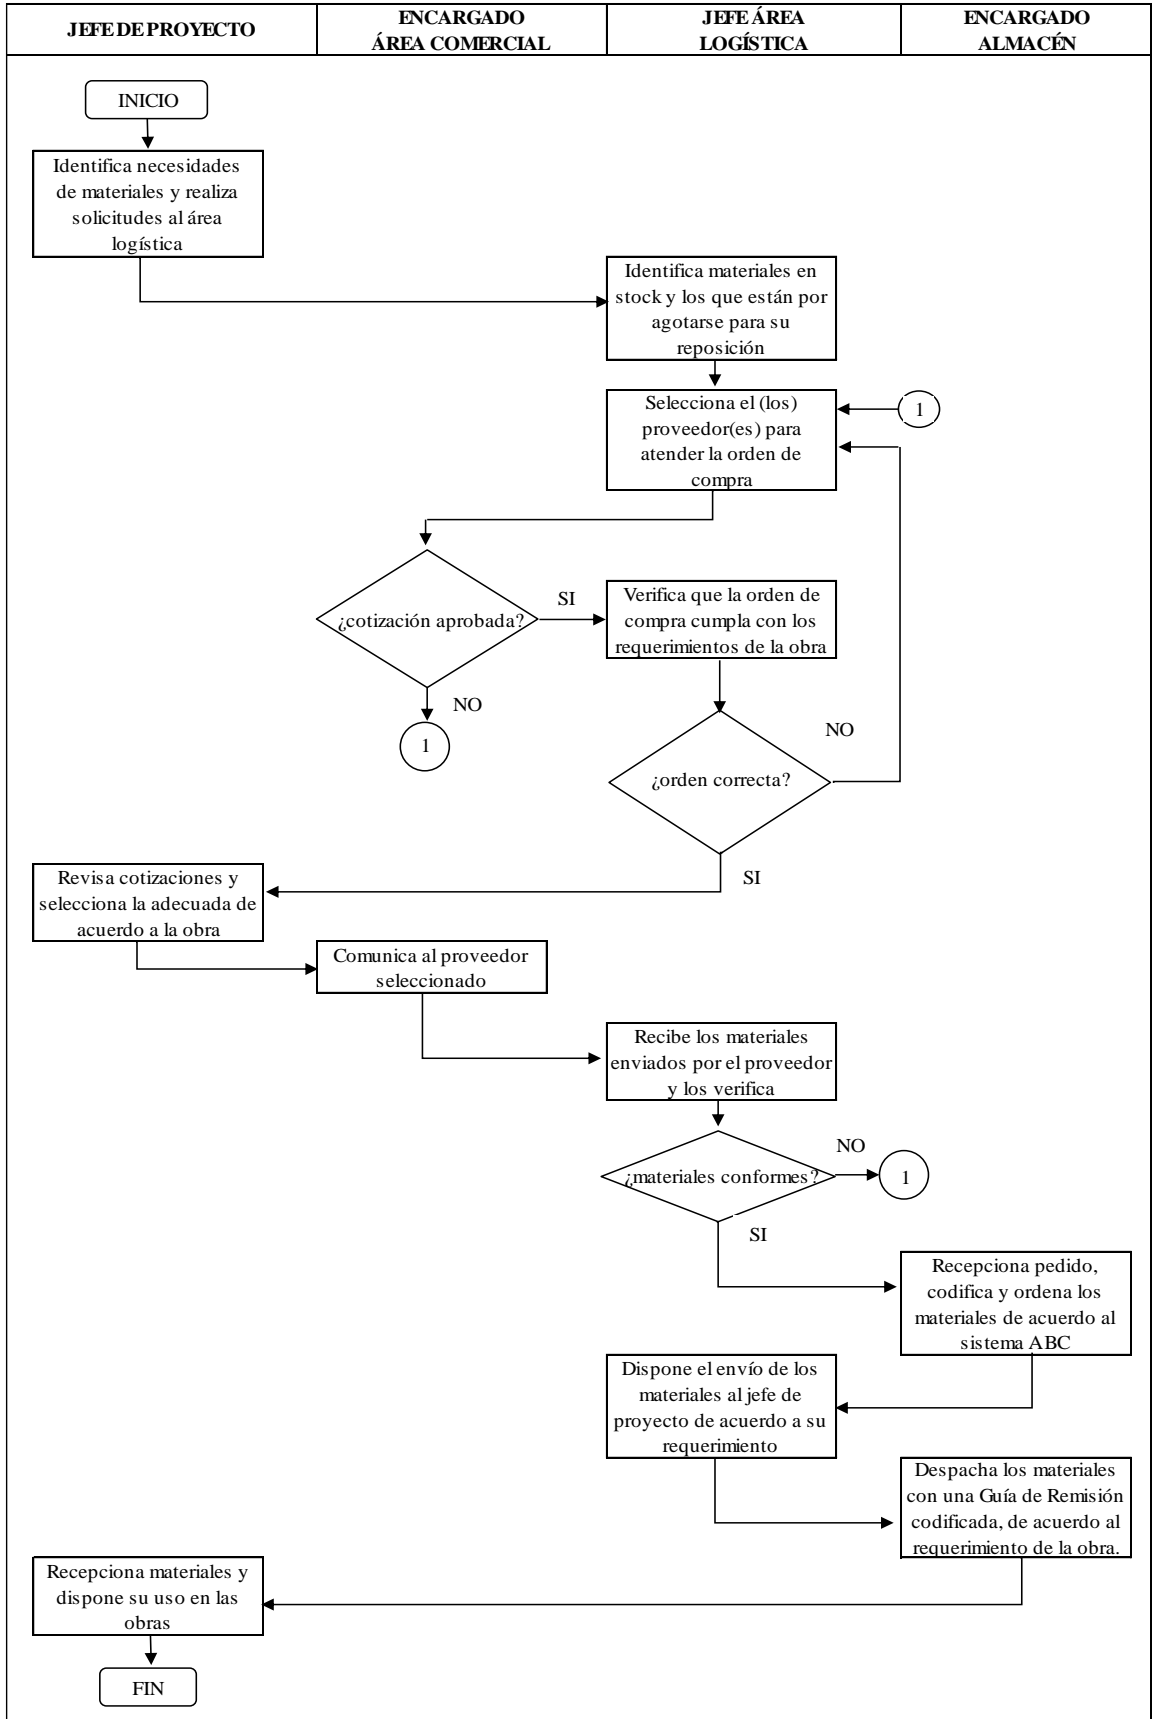 JEFE DE PROYECTO
ENCARGADO
ÁREA COMERCIAL
JEFE ÁREA
LOGÍSTICA
ENCARGADO
ALMACÉN
INICIO
Identifica necesidades
de materiales y realiza
solicitudes al área
logística
Identifica materiales en
stock y los que están por
agotarse para su
reposición
Selecciona el (los)
proveedor(es) para
atender la orden de
compra
1
¿cotización aprobada?
SI
NO
1
Verifica que la orden de
compra cumpla con los
requerimientos de la obra
¿orden correcta?
NO
SI
Revisa cotizaciones y
selecciona la adecuada de
acuerdo a la obra
Comunica al proveedor
seleccionado
Recibe los materiales
enviados por el proveedor
y los verifica
¿materiales conformes?
NO
1
SI
Recepciona pedido,
codifica y ordena los
materiales de acuerdo al
sistema ABC
Dispone el envío de los
materiales al jefe de
proyecto de acuerdo a su
requerimiento
Despacha los materiales
con una Guía de Remisión
codificada, de acuerdo al
requerimiento de la obra.
Recepciona materiales y
dispone su uso en las
obras
FIN